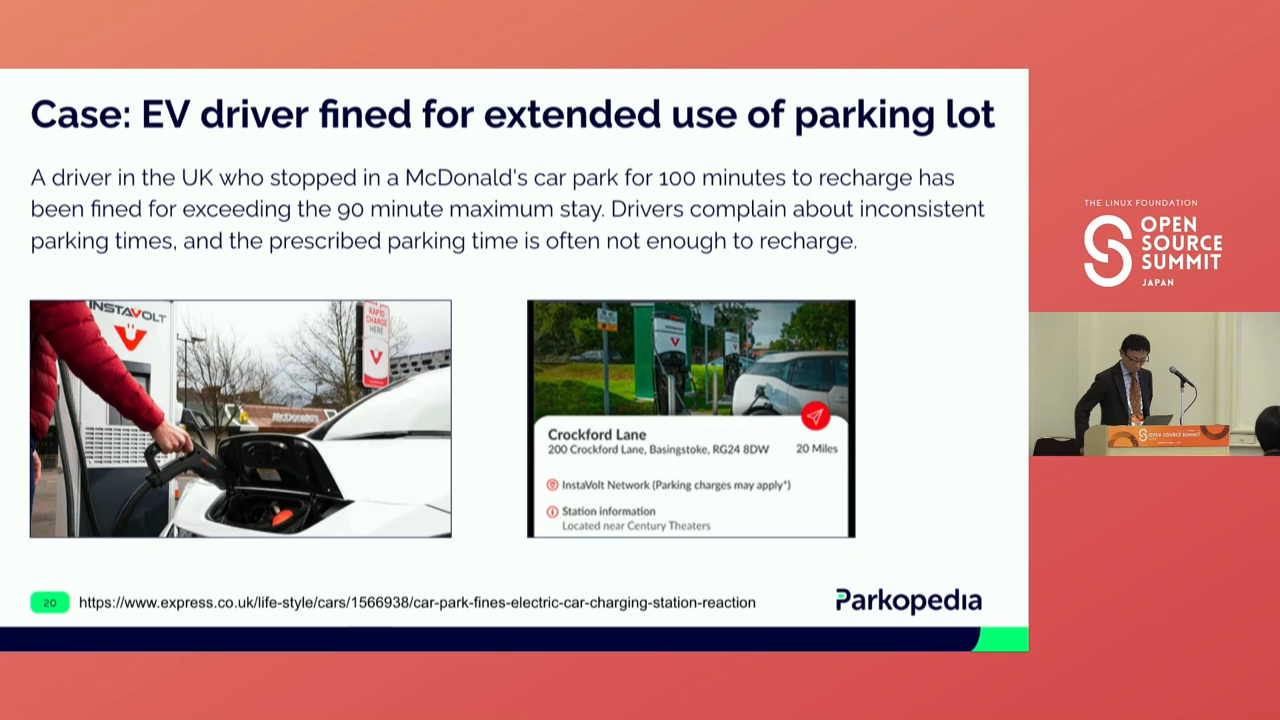 Case: EV driver fined for extended use of parking lot
A driver in the UK who stopped in a McDonald's car park for 100 minutes to recharge has
been fined for exceeding the 90 minute maximum stay. Drivers complain about inconsistent
parking times, and the prescribed parking time is often not enough to recharge.
INSTAVOLT
RAPID
CHARGE
HERE
McDonald's
Crockford Lane
200 Crockford Lane, Basingstoke, RG24 8DW
20 Miles
InstaVolt Network (Parking charges may apply*)
Station information
Located near Century Theaters
20
https://www.express.co.uk/life-style/cars/1566938/car-park-fines-electric-car-charging-station-reaction
Parkopedia
THE LINUX FOUNDATION
OPEN
SOURCE
SUMMIT
JAPAN
OPEN SOURCE SUMMIT